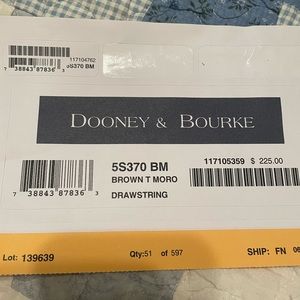 117104762
5S370 BM
7 38843 87836 3
DOONEY & BOURKE
5S370 BM
117105359 $ 225.00
BROWN T MORO
7 38843 87836 3
DRAWSTRING
Lot: 139639
Qty:51 of 597
SHIP: FN 06